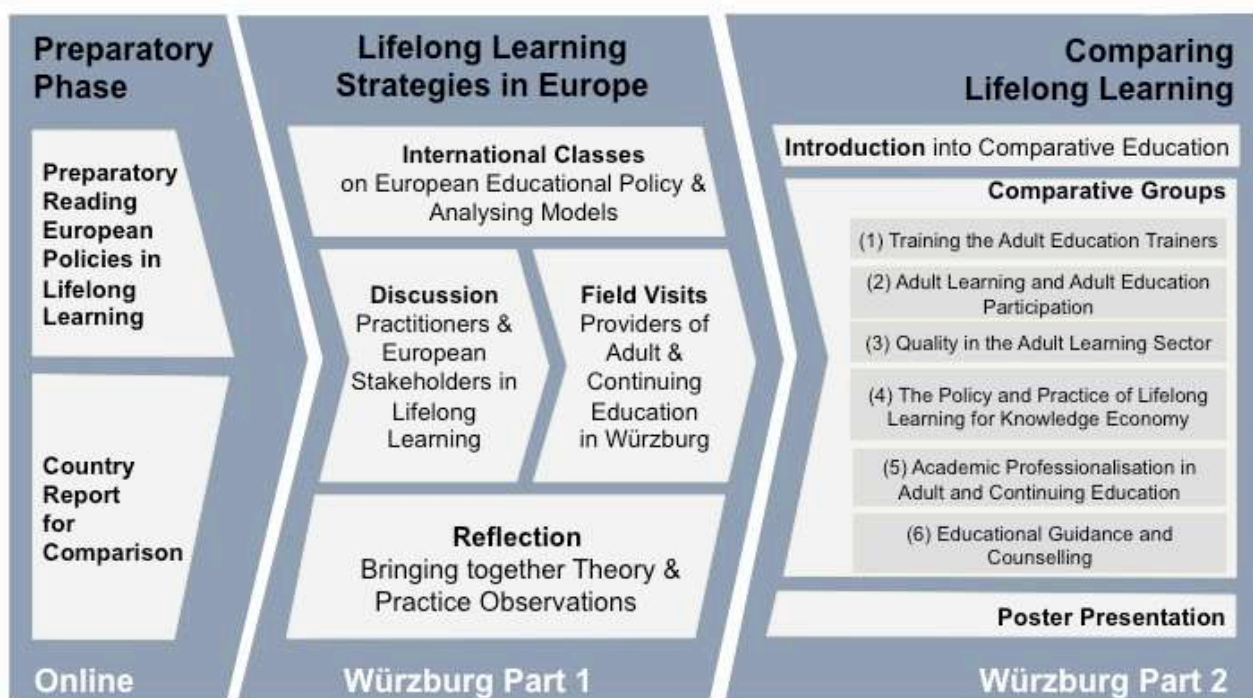 Preparatory
Phase
Preparatory
Reading
European
Policies in
Lifelong
Learning
Country
Report
for
Comparison
Online
Lifelong Learning
Strategies in Europe
International Classes
on European Educational Policy &
Analysing Models
Discussion
Practitioners &
European
Stakeholders in
Lifelong
Learning
Field Visits
Providers of
Adult &
Continuing
Education
in Würzburg
Reflection
Bringing together Theory &
Practice Observations
Würzburg Part 1
Comparing
Lifelong Learning
Introduction into Comparative Education
Comparative Groups
(1) Training the Adult Education Trainers
(2) Adult Learning and Adult Education
Participation
(3) Quality in the Adult Learning Sector
(4) The Policy and Practice of Lifelong
Learning for Knowledge Economy
(5) Academic Professionalisation in
Adult and Continuing Education
(6) Educational Guidance and
Counselling
Poster Presentation
Würzburg Part 2